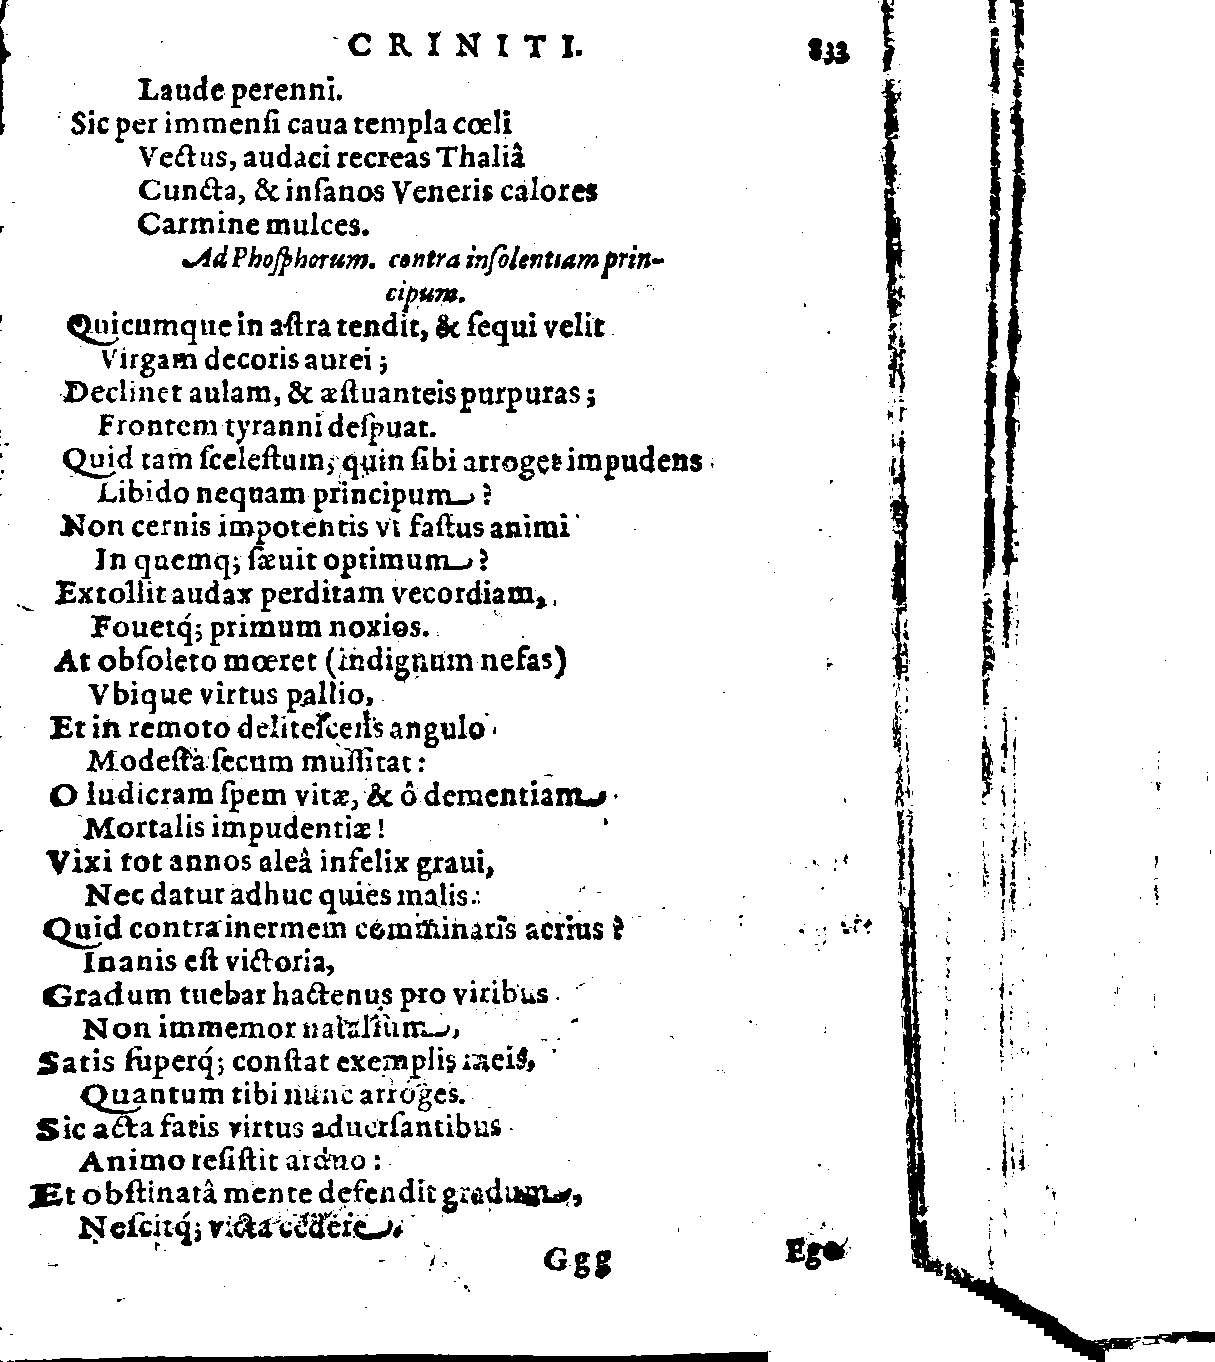 CRINITI. 833
Laude perenni.
Sic per immenſi caua templa cœli
Vectus, audaci recreas Thaliâ
Cuncta, & inſanos Veneris calores
Carmine mulces.
Ad Phoſphorum. contra inſolentiam prin-
cipum.
Quicumque in aſtra tendit, & ſequi velit
Virgam decoris aurei;
Declinet aulam, & æſtuanteis purpuras;
Frontem tyranni deſpuat.
Quid tam ſceleſtum, quin ſibi arroget impudens
Libido nequam principum?
Non cernis impotentis vt faſtus animi
In quemq; ſæuit optimum?
Extollit audax perditam vecordiam,
Fouetq́; primum noxios.
At obſoleto mœret (indignum nefas)
Vbique virtus pallio,
Et in remoto deliteſcens angulo
Modeſta ſecum muſſitat:
O ludicram ſpem vitæ, & ô dementiam
Mortalis impudentiæ!
Vixi tot annos aleâ infelix graui,
Nec datur adhuc quies malis:
Quid contra inermem comminaris acrius?
Inanis eſt victoria,
Gradum tuebar hactenus pro viribus
Non immemor natalium,
Satis ſuperq́; conſtat exemplis meis,
Quantum tibi nunc arroges.
Sic acta fatis virtus aduerſantibus
Animo reſiſtit arduo:
Et obſtinatâ mente defendit gradum,
Neſcitq́; victa cedere.
Ggg Ego